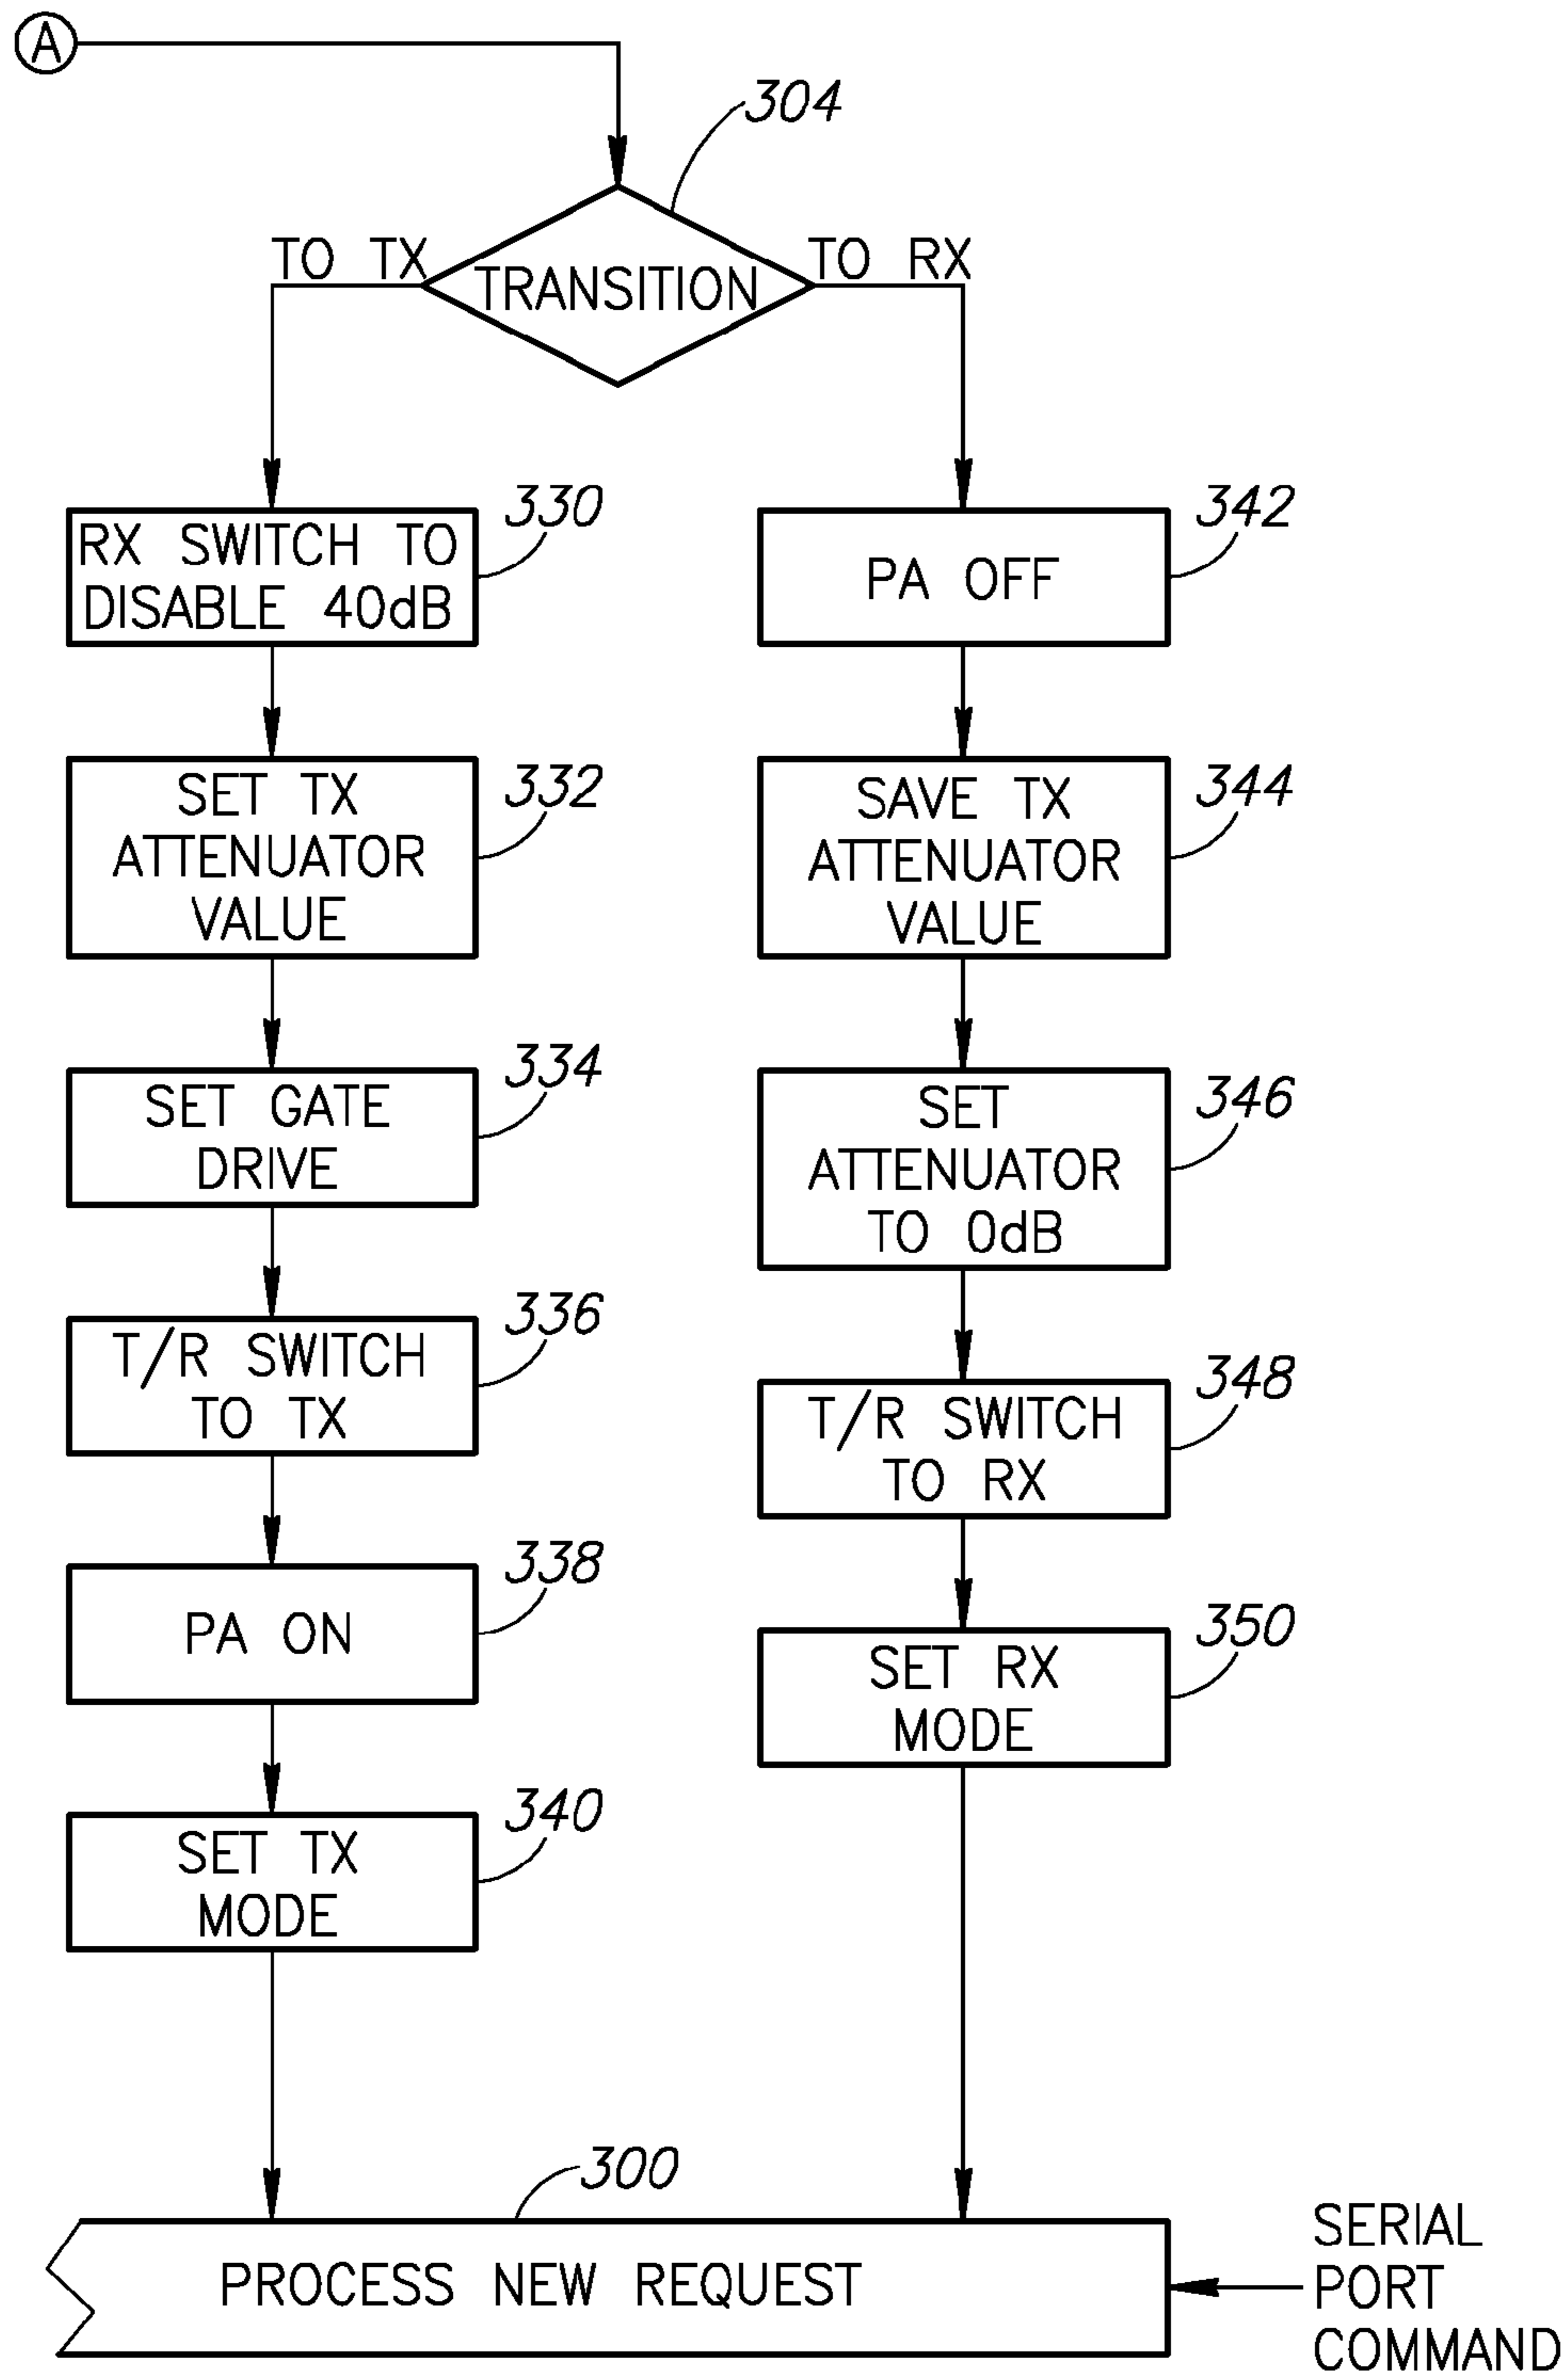 A
304
TO TX
TRANSITION
TO RX
330
RX SWITCH TO
DISABLE 40dB
332
SET TX
ATTENUATOR
VALUE
334
SET GATE
DRIVE
336
T/R SWITCH
TO TX
338
PA ON
340
SET TX
MODE
342
PA OFF
344
SAVE TX
ATTENUATOR
VALUE
346
SET
ATTENUATOR
TO 0dB
348
T/R SWITCH
TO RX
350
SET RX
MODE
300
PROCESS NEW REQUEST
SERIAL
PORT
COMMAND